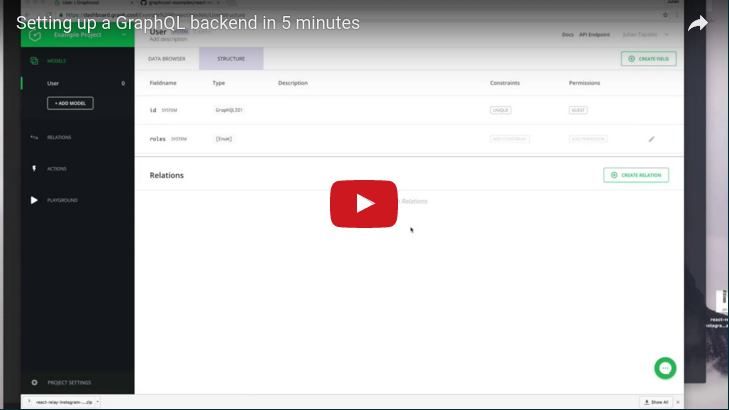 Setting up a GraphQL backend in 5 minutes
Example Project
User
Add description
Docs API Endpoint
DATA BROWSER STRUCTURE
CREATE FIELD
MODELS
User 0
+ ADD MODEL
RELATIONS
ACTIONS
PLAYGROUND
PROJECT SETTINGS
Fieldname Type Description Constraints Permissions
id SYSTEM GraphQLID! UNIQUE GUEST
roles SYSTEM [Enum] ADD CONSTRAINT ADD PERMISSION
Relations
CREATE RELATION
Relations
react-relay-instagram-....zip
Show All